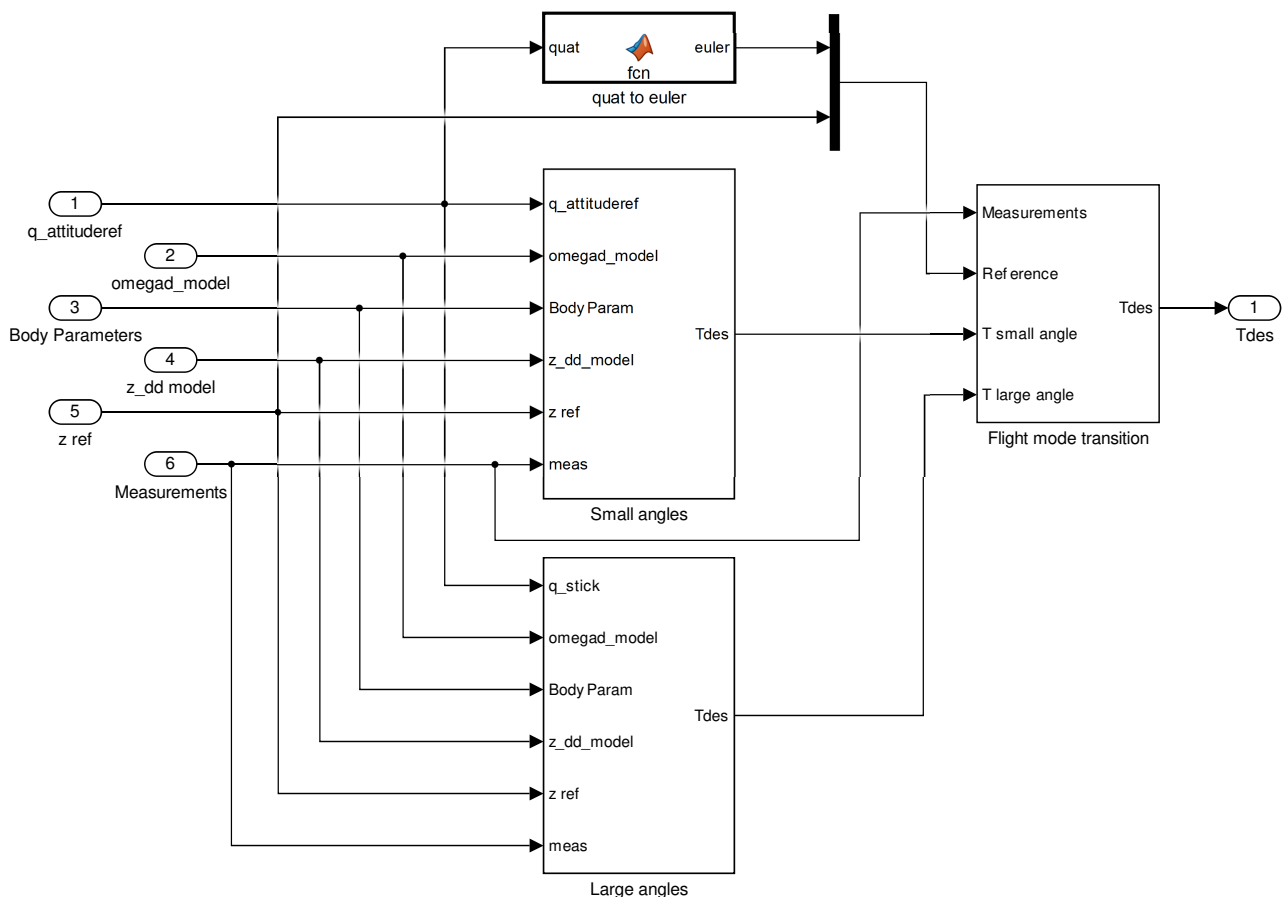 quat
euler
fcn
quat to euler
1
q_attituderef
2
omegad_model
3
Body Parameters
4
z_dd model
5
z ref
6
Measurements
q_attituderef
omegad_model
Body Param
z_dd_model
z ref
meas
Tdes
Small angles
q_stick
omegad_model
Body Param
z_dd_model
z ref
meas
Tdes
Large angles
Measurements
Reference
T small angle
T large angle
Tdes
Flight mode transition
1
Tdes